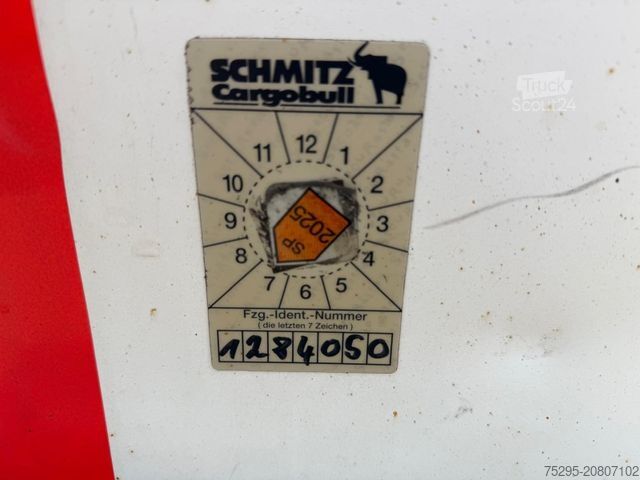 SCHMITZ
Cargobull
Truck
Scout24
12
11
1
10
2
9
3
8
4
7
5
6
SP
2025
Fzg.-Ident.-Nummer
(die letzten 7 Zeichen)
1284050
75295-20807102